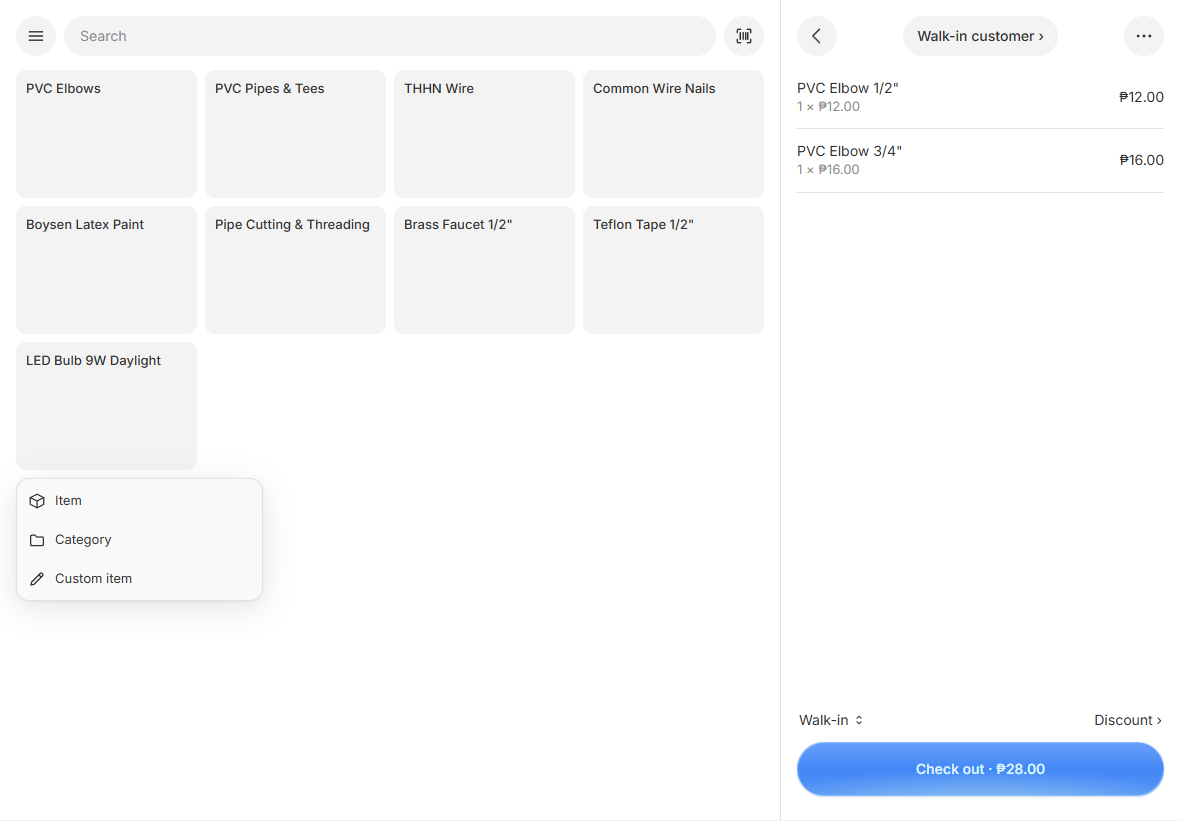 Search
PVC Elbows
PVC Pipes & Tees
THHN Wire
Common Wire Nails
Boysen Latex Paint
Pipe Cutting & Threading
Brass Faucet 1/2"
Teflon Tape 1/2"
LED Bulb 9W Daylight
Item
Category
Custom item
Walk-in customer ›
PVC Elbow 1/2"
1 × ₱12.00
₱12.00
PVC Elbow 3/4"
1 × ₱16.00
₱16.00
Walk-in
Discount ›
Check out · ₱28.00